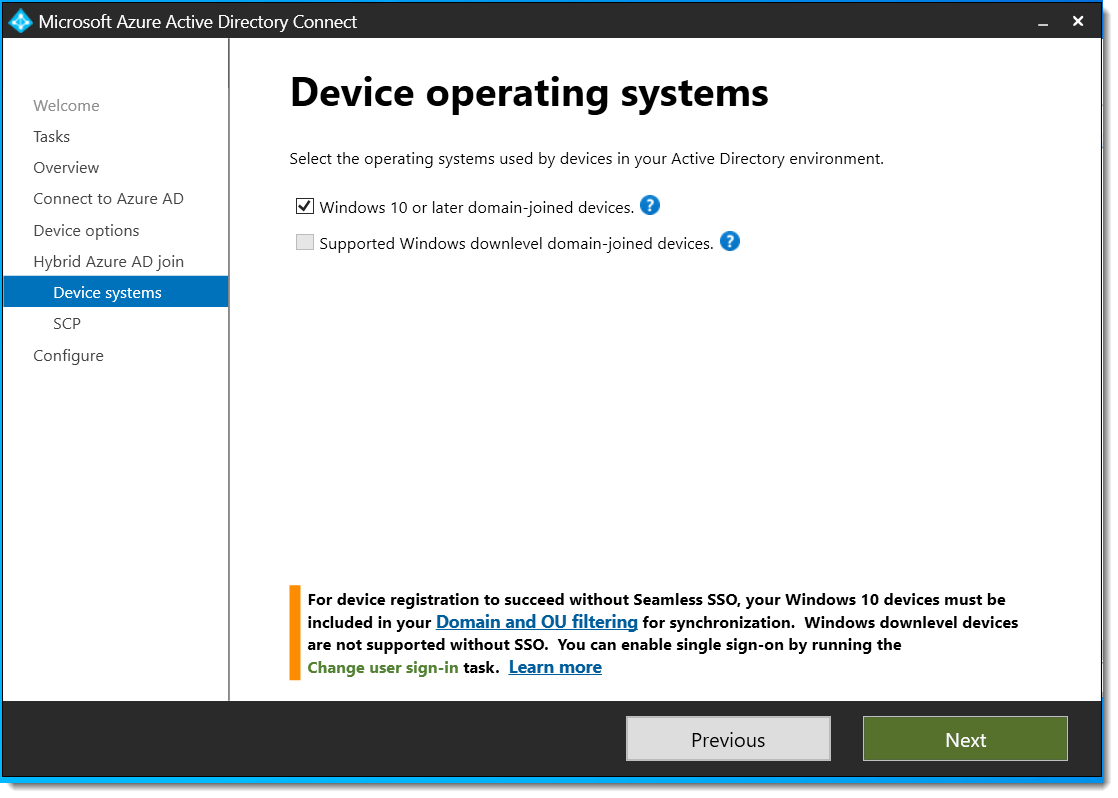 Microsoft Azure Active Directory Connect
Welcome
Tasks
Overview
Connect to Azure AD
Device options
Hybrid Azure AD join
Device systems
SCP
Configure
Device operating systems
Select the operating systems used by devices in your Active Directory environment.
Windows 10 or later domain-joined devices. ?
Supported Windows downlevel domain-joined devices. ?
For device registration to succeed without Seamless SSO, your Windows 10 devices must be
included in your Domain and OU filtering for synchronization. Windows downlevel devices
are not supported without SSO. You can enable single sign-on by running the
Change user sign-in task. Learn more
Previous
Next